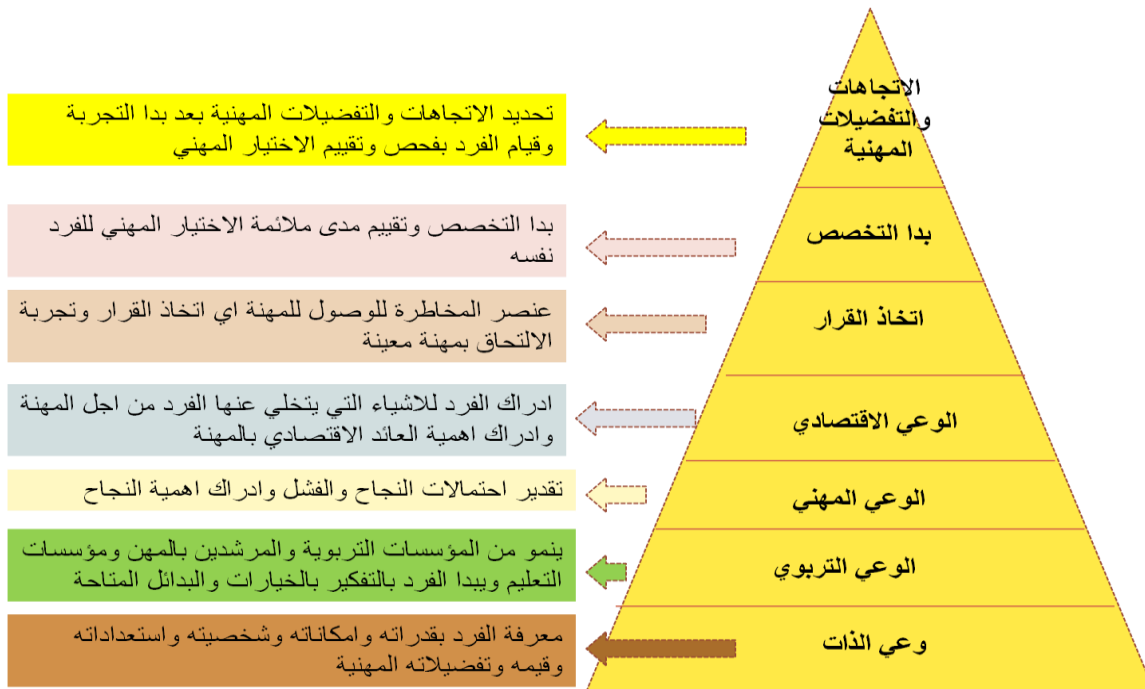 الاتجاهات
والتفضيلات
المهنية
تحديد الاتجاهات والتفضيلات المهنية بعد بدا التجربة
وقيام الفرد بفحص وتقييم الاختيار المهني
بدا التخصص
بدا التخصص وتقييم مدى ملائمة الاختيار المهني للفرد
نفسه
اتخاذ القرار
عنصر المخاطرة للوصول للمهنة اي اتخاذ القرار وتجربة
الالتحاق بمهنة معينة
الوعي الاقتصادي
ادراك الفرد للاشياء التي يتخلي عنها الفرد من اجل المهنة
وادراك اهمية العائد الاقتصادي بالمهنة
الوعي المهني
تقدير احتمالات النجاح والفشل وادراك اهمية النجاح
الوعي التربوي
ينمو من المؤسسات التربوية والمرشدين بالمهن ومؤسسات
التعليم ويبدا الفرد بالتفكير بالخيارات والبدائل المتاحة
وعي الذات
معرفة الفرد بقدراته وامكاناته وشخصيته واستعداداته
وقيمه وتفضيلاته المهنية